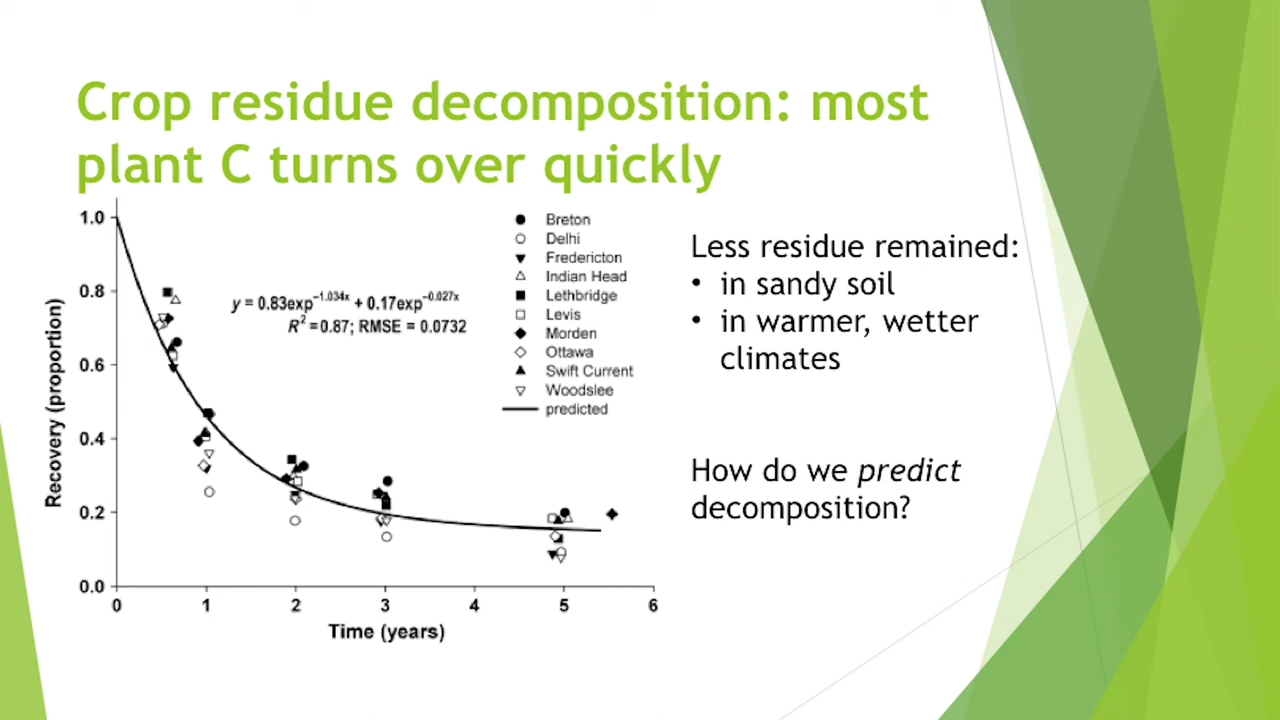 Crop residue decomposition: most
plant C turns over quickly
1.0
0.8
0.6
0.4
0.2
0.0
Recovery (proportion)
0 1 2 3 4 5 6
Time (years)
y = 0.83exp−1.034x + 0.17exp−0.027x
R2 = 0.87; RMSE = 0.0732
Breton
Delhi
Fredericton
Indian Head
Lethbridge
Levis
Morden
Ottawa
Swift Current
Woodslee
predicted
Less residue remained:
• in sandy soil
• in warmer, wetter
climates
How do we predict
decomposition?